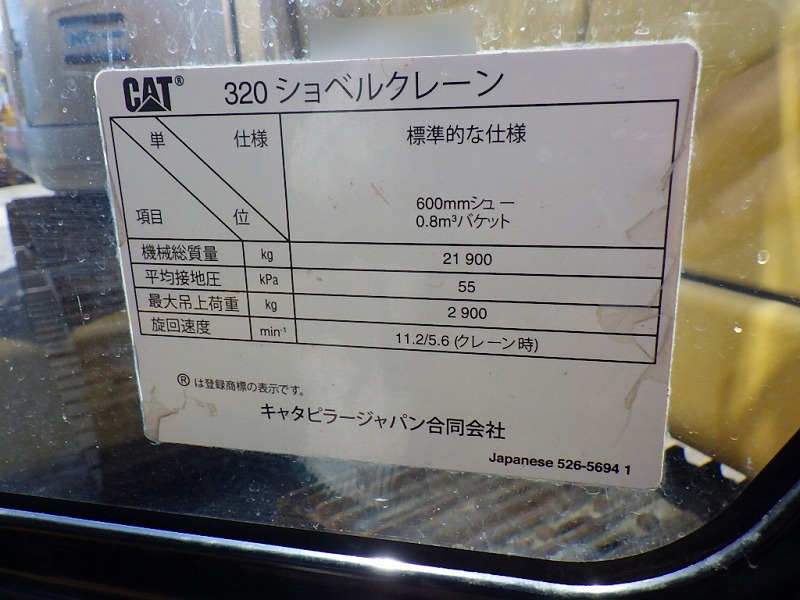 CAT® 320 ショベルクレーン
単 仕様 標準的な仕様
項目 位 600mmシュー
0.8m³バケット
機械総質量 kg 21 900
平均接地圧 kPa 55
最大吊上荷重 kg 2 900
旋回速度 min⁻¹ 11.2/5.6 (クレーン時)
® は登録商標の表示です。
キャタピラージャパン合同会社
Japanese 526-5694 1